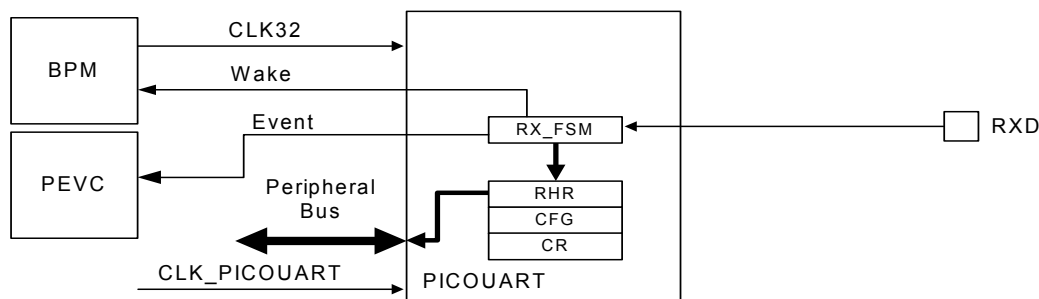 CLK32
BPM
Wake
RX_FSM
RXD
Event
PEVC
Peripheral
Bus
RHR
CFG
CR
CLK_PICOUART
PICOUART